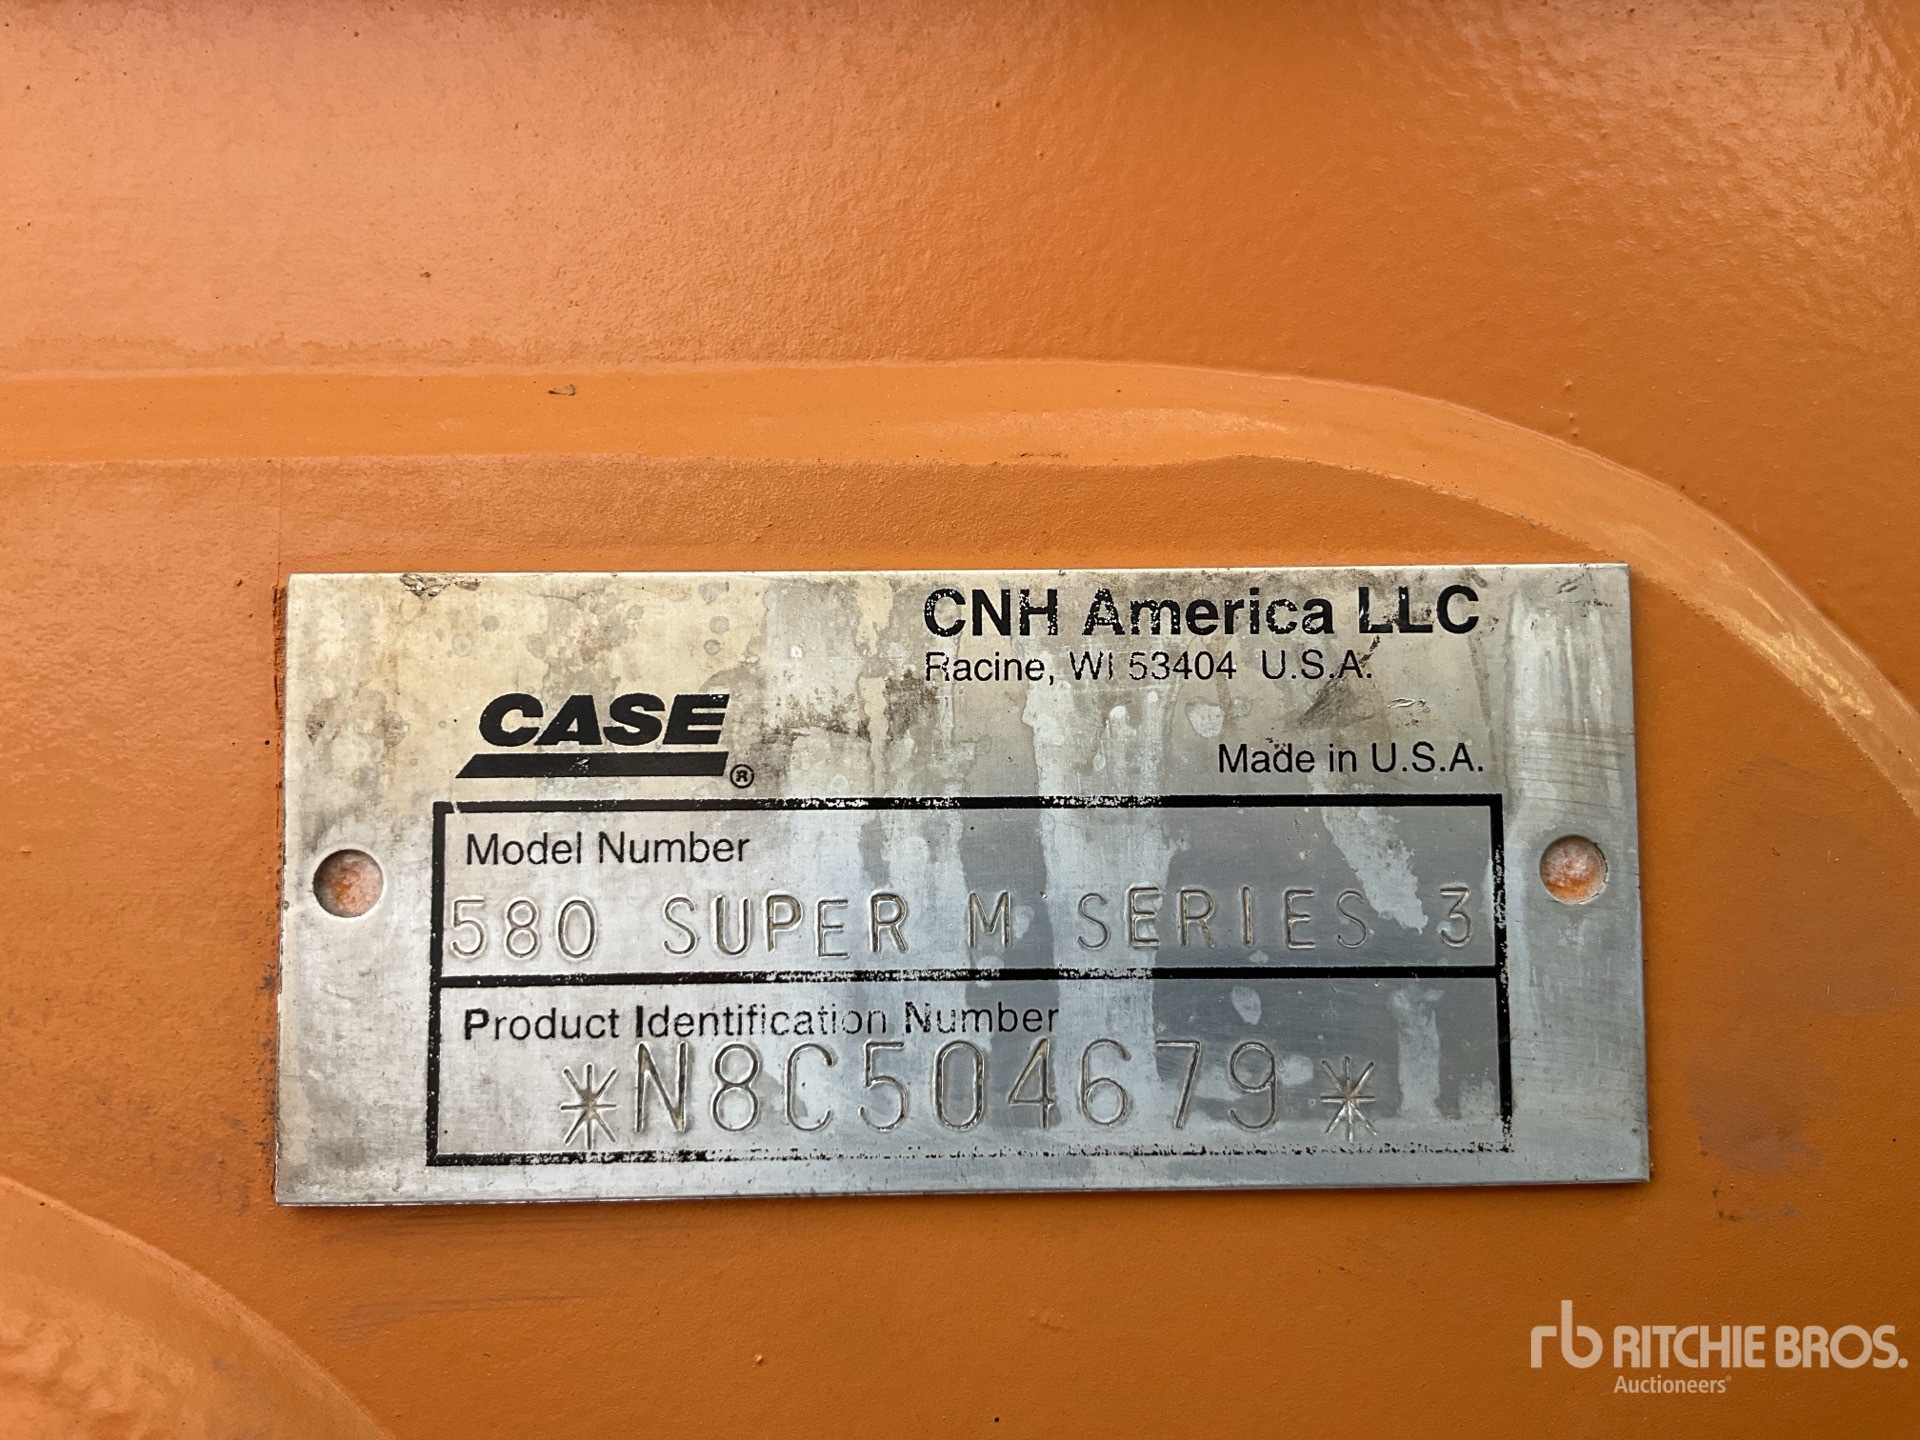 CNH America LLC
Racine, WI 53404 U.S.A.
CASE®
Made in U.S.A.
Model Number
580 SUPER M SERIES 3
Product Identification Number
*N8C504679*
rb RITCHIE BROS.
Auctioneers®